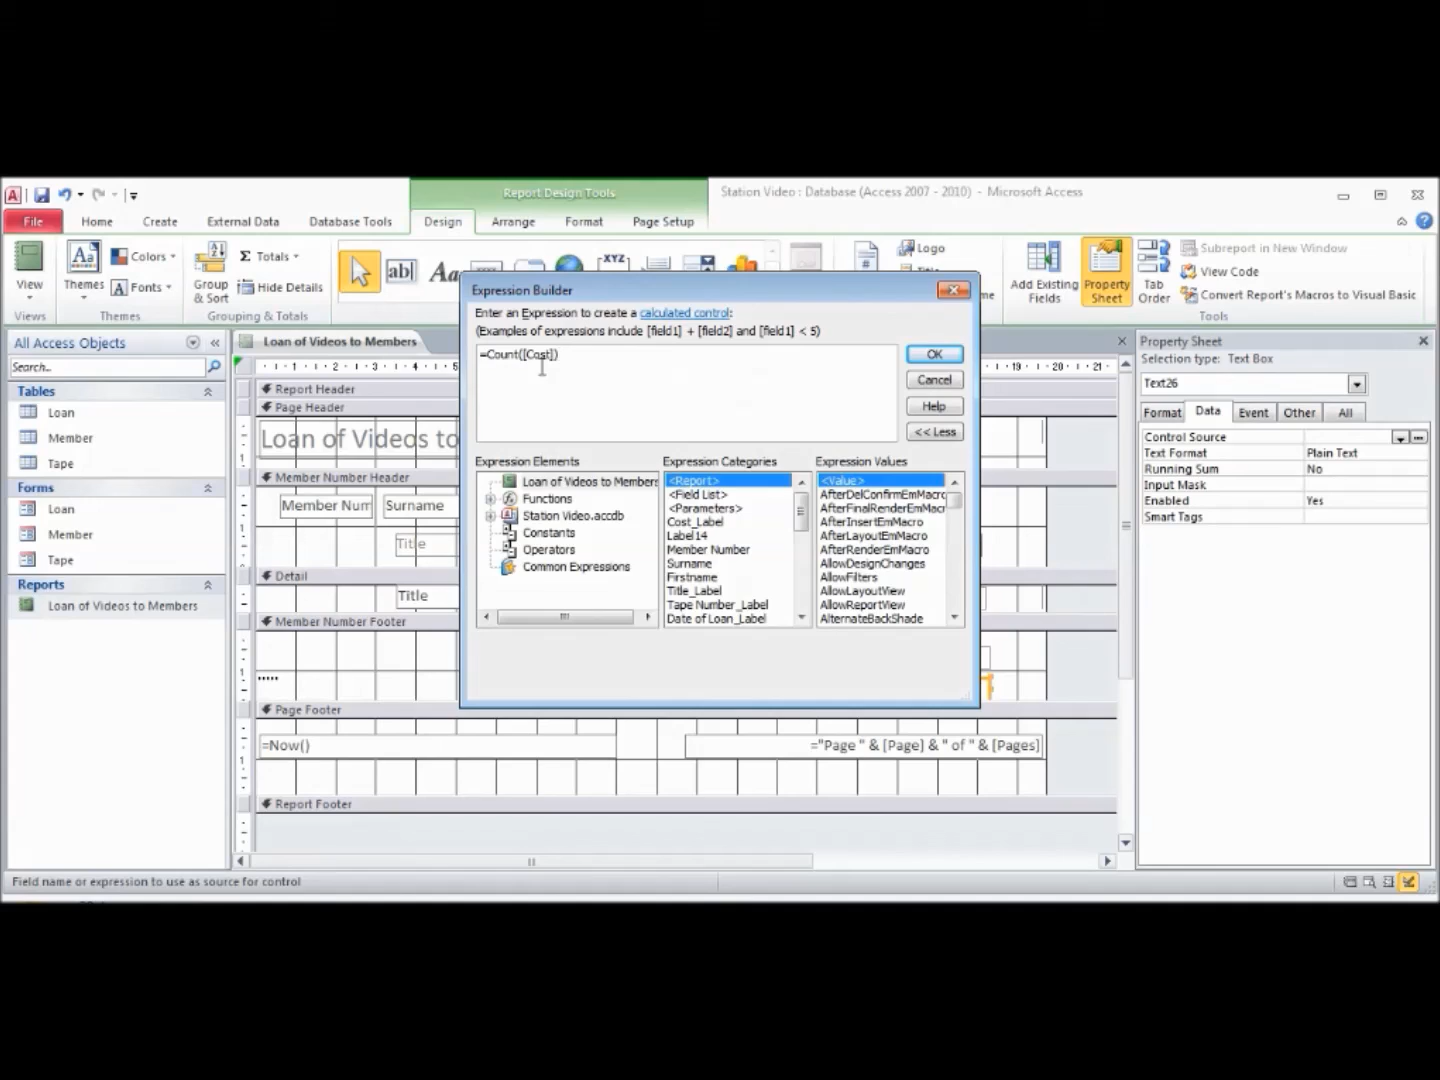 Report Design Tools
Station Video : Database (Access 2007 - 2010) - Microsoft Access
File
Home
Create
External Data
Database Tools
Design
Arrange
Format
Page Setup
View
Views
Themes
Colors
Fonts
Themes
Group & Sort
Σ Totals
Hide Details
Grouping & Totals
ab|
Aa
XYZ
Logo
Add Existing Fields
Property Sheet
Tab Order
Subreport in New Window
View Code
Convert Report's Macros to Visual Basic
Tools
All Access Objects
Search...
Tables
Loan
Member
Tape
Forms
Loan
Member
Tape
Reports
Loan of Videos to Members
Loan of Videos to Members
Report Header
Page Header
Loan of Videos to
Member Number Header
Member Num
Surname
Title
Detail
Title
Member Number Footer
Page Footer
=Now()
="Page " & [Page] & " of " & [Pages]
Report Footer
Expression Builder
Enter an Expression to create a calculated control:
(Examples of expressions include [field1] + [field2] and [field1] < 5)
=Count([Cost])
OK
Cancel
Help
<< Less
Expression Elements
Loan of Videos to Members
Functions
Station Video.accdb
Constants
Operators
Common Expressions
Expression Categories
<Report>
<Field List>
<Parameters>
Cost_Label
Label14
Member Number
Surname
Firstname
Title_Label
Tape Number_Label
Date of Loan_Label
Expression Values
<Value>
AfterDelConfirmEmMacro
AfterFinalRenderEmMacr
AfterInsertEmMacro
AfterLayoutEmMacro
AfterRenderEmMacro
AllowDesignChanges
AllowFilters
AllowLayoutView
AllowReportView
AlternateBackShade
Property Sheet
Selection type: Text Box
Text26
Format
Data
Event
Other
All
Control Source
Text Format
Plain Text
Running Sum
No
Input Mask
Enabled
Yes
Smart Tags
Field name or expression to use as source for control